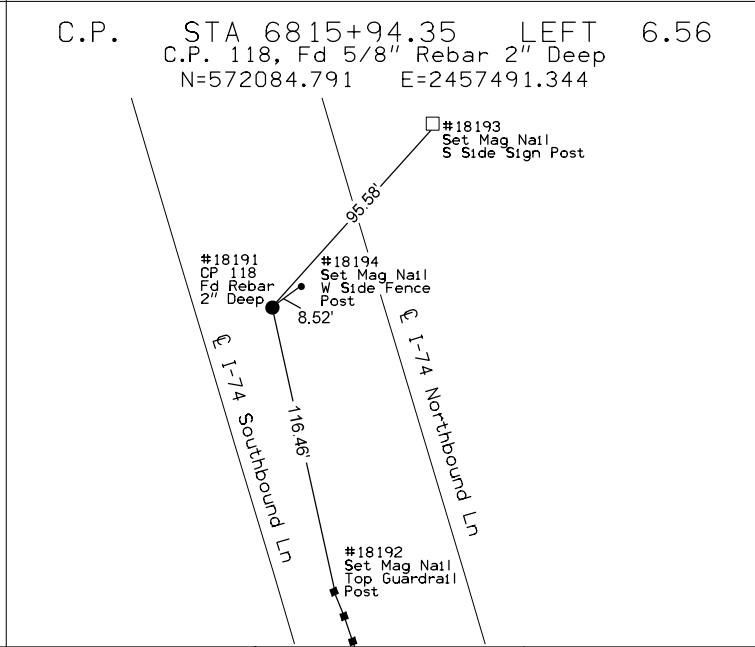 C.P. STA 6815+94.35 LEFT 6.56
C.P. 118, Fd 5/8" Rebar 2" Deep
N=572084.791 E=2457491.344
#18193
Set Mag Nail
S Side Sign Post
95.58'
#18191
CP 118
Fd Rebar
2" Deep
#18194
Set Mag Nail
W Side Fence
Post
8.52'
℄ I-74 Southbound Ln
℄ I-74 Northbound Ln
116.46'
#18192
Set Mag Nail
Top Guardrail
Post